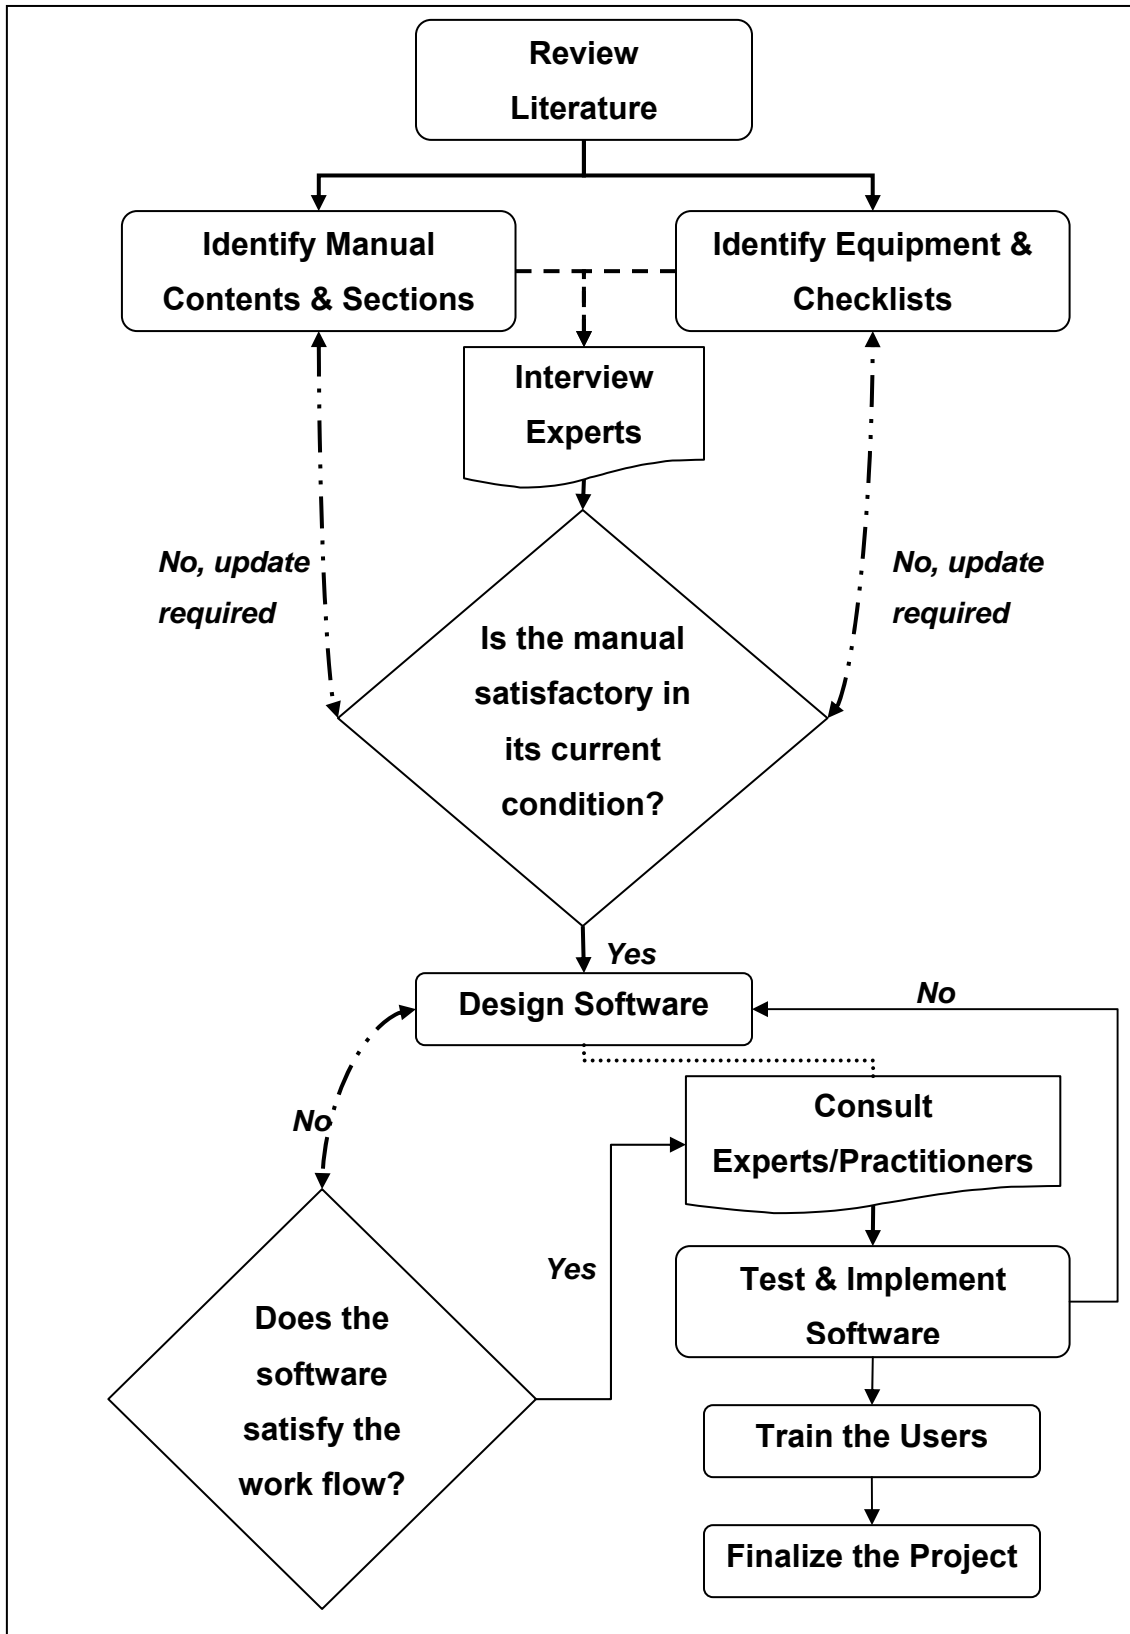 Review
Literature
Identify Manual
Contents & Sections
Identify Equipment &
Checklists
Interview
Experts
No, update
required
No, update
required
Is the manual
satisfactory in
its current
condition?
Yes
Design Software
No
No
Consult
Experts/Practitioners
Yes
Test & Implement
Software
Does the
software
satisfy the
work flow?
Train the Users
Finalize the Project